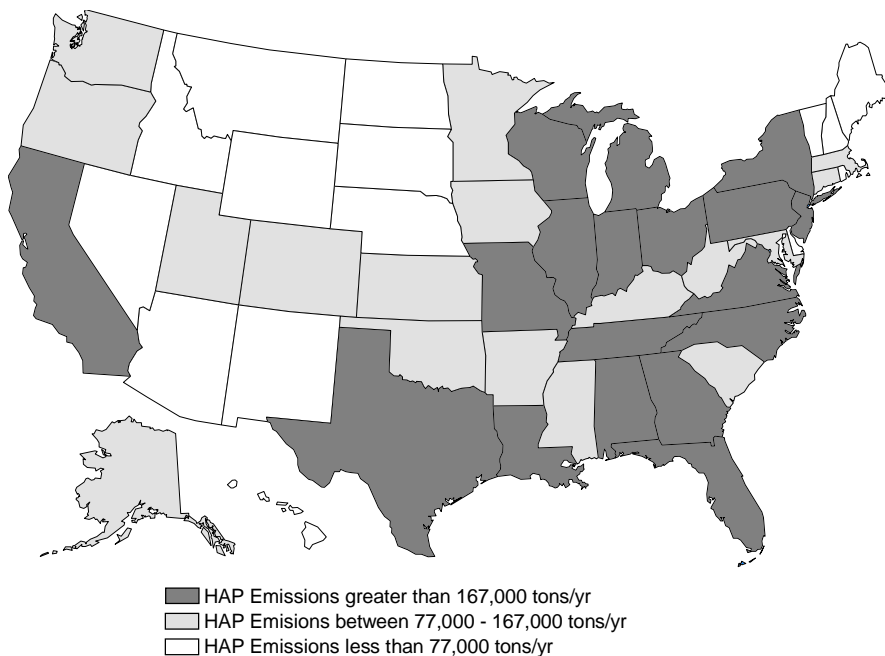 HAP Emissions greater than 167,000 tons/yr
HAP Emisions between 77,000 - 167,000 tons/yr
HAP Emissions less than 77,000 tons/yr